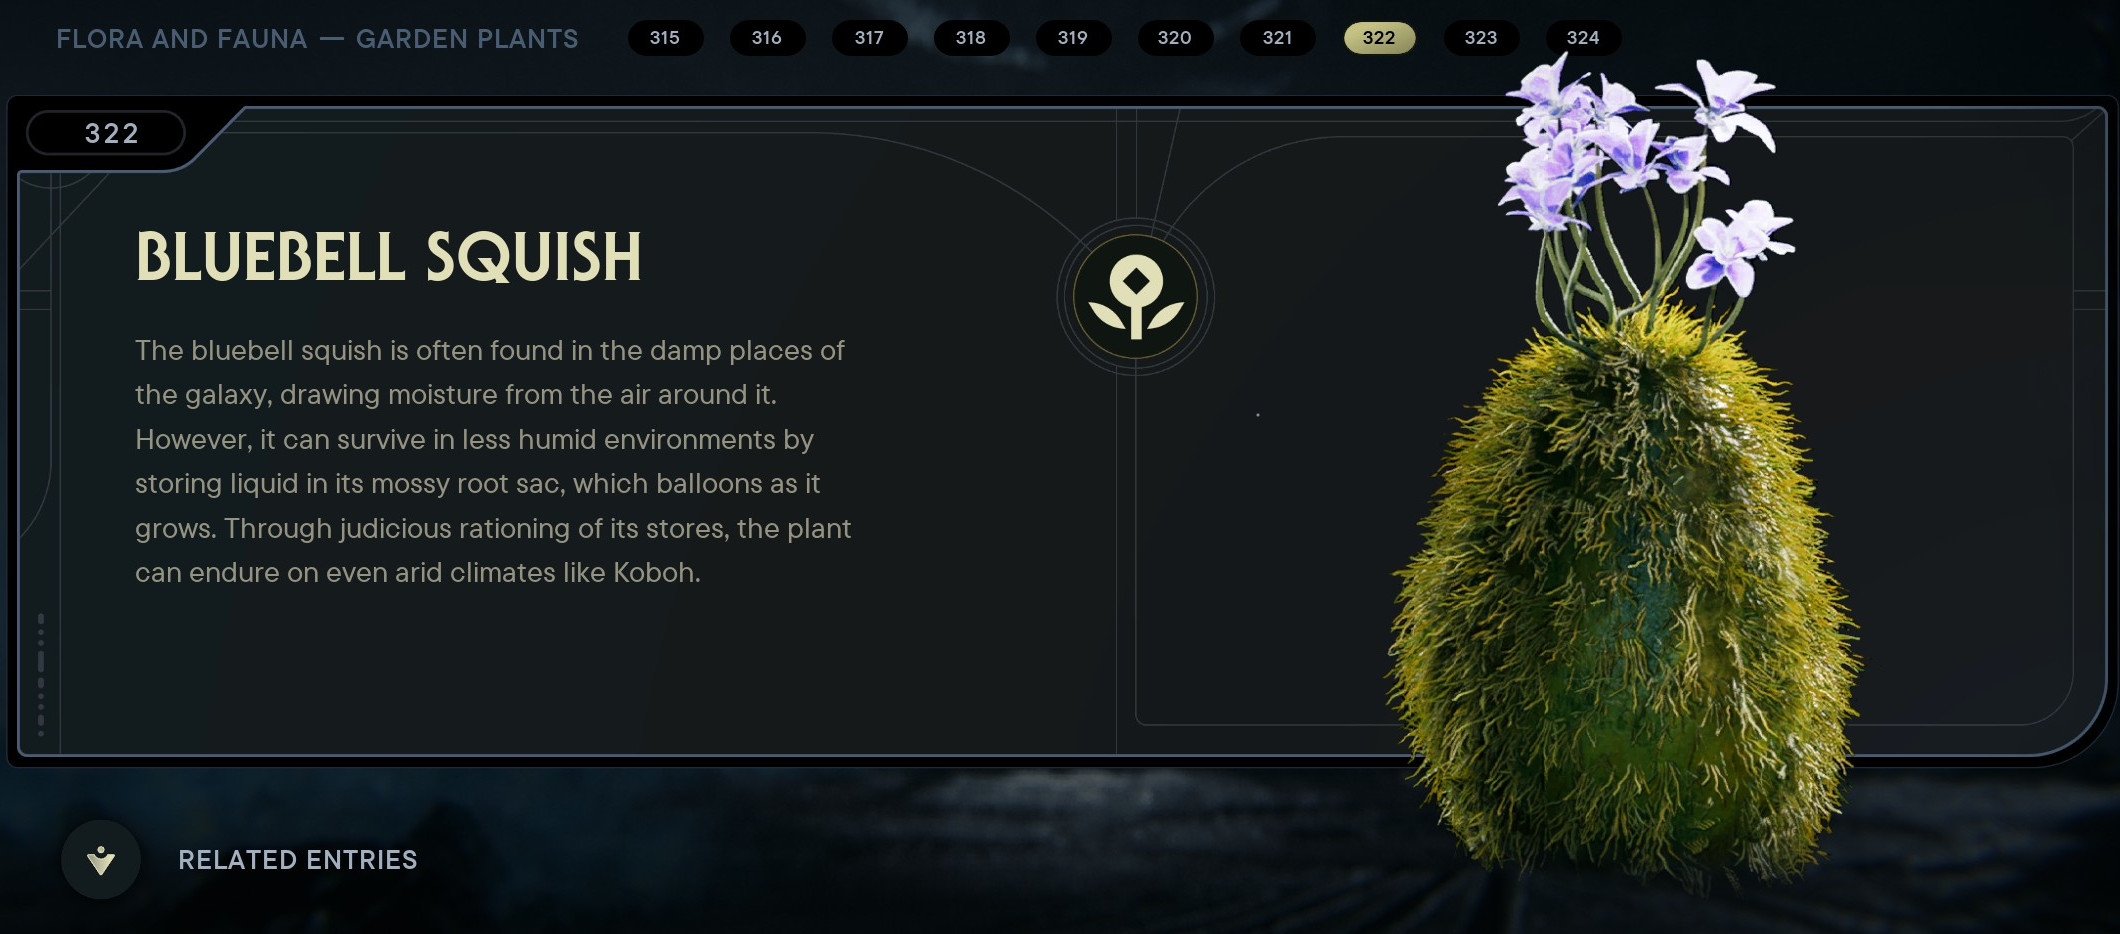 FLORA AND FAUNA — GARDEN PLANTS 315 316 317 318 319 320 321 322 323 324
322
BLUEBELL SQUISH
The bluebell squish is often found in the damp places of
the galaxy, drawing moisture from the air around it.
However, it can survive in less humid environments by
storing liquid in its mossy root sac, which balloons as it
grows. Through judicious rationing of its stores, the plant
can endure on even arid climates like Koboh.
RELATED ENTRIES